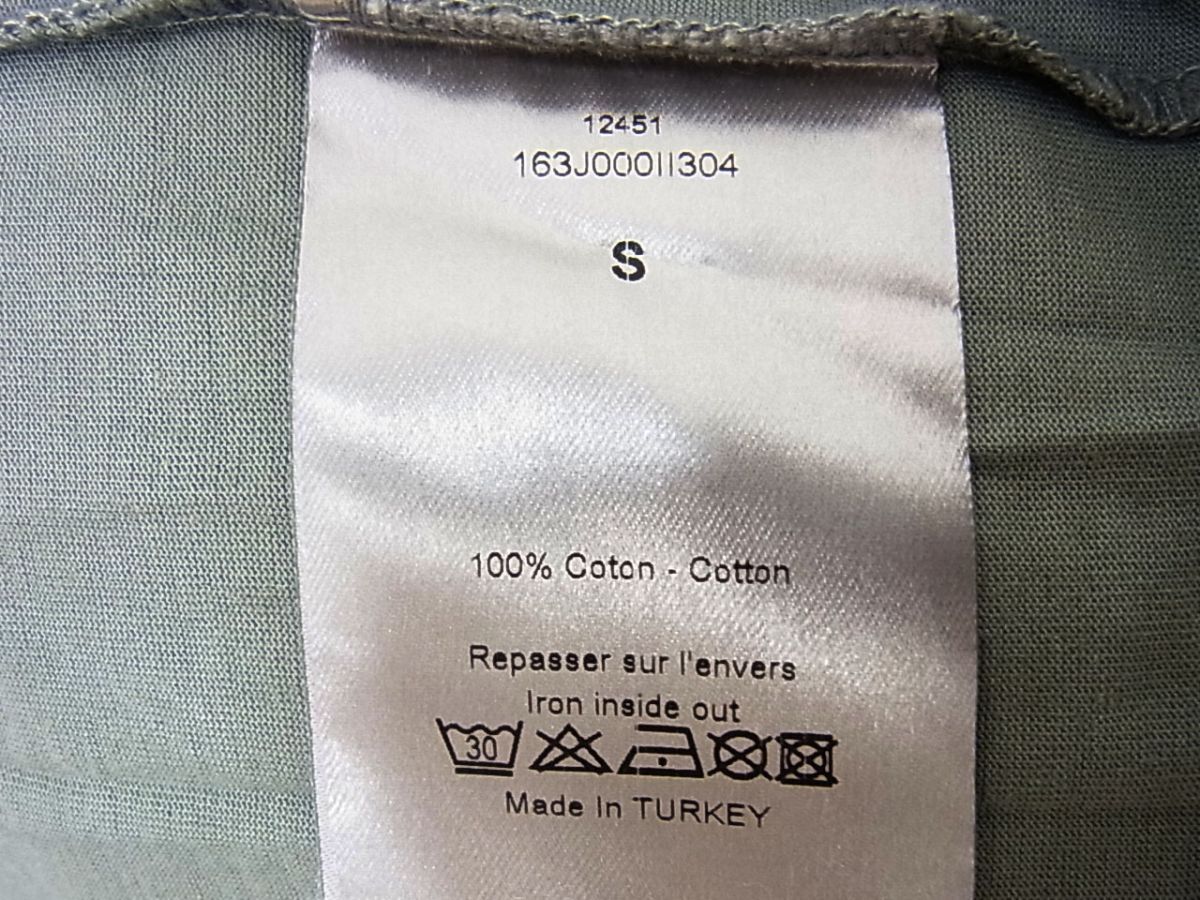 12451
163J000II304
S
100% Coton - Cotton
Repasser sur l'envers
Iron inside out
30
Made In TURKEY